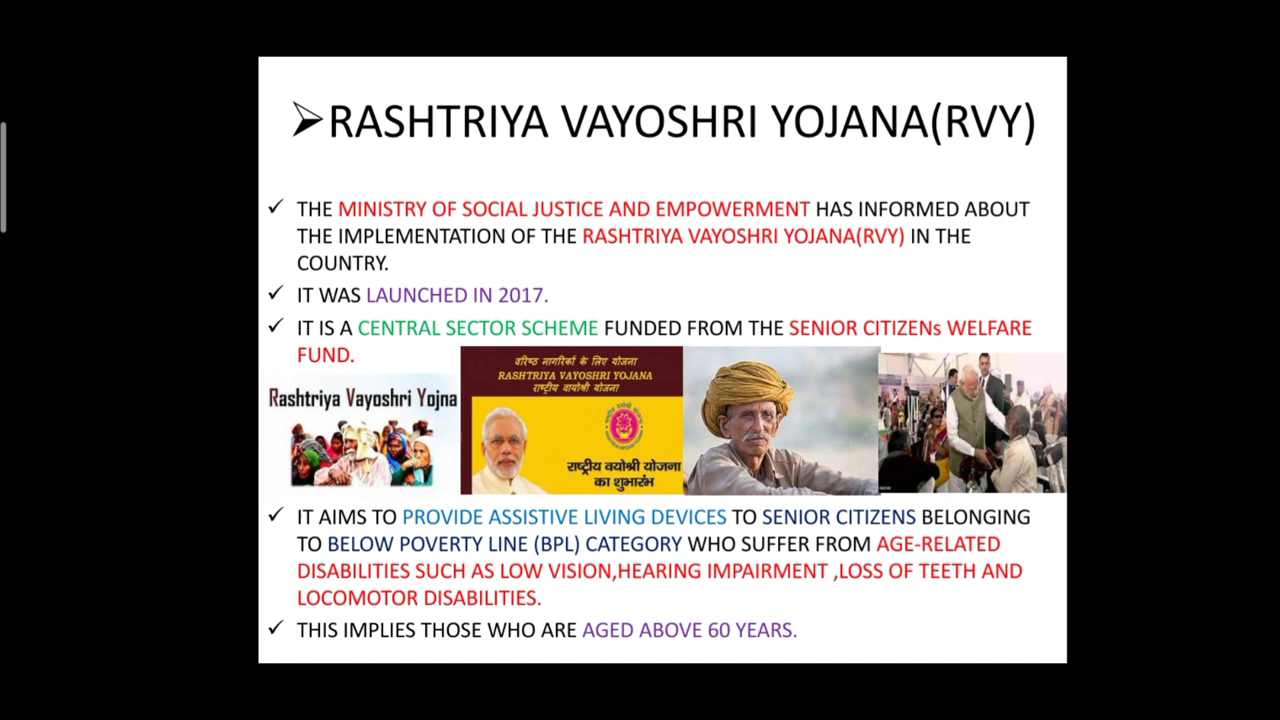 ➢RASHTRIYA VAYOSHRI YOJANA(RVY)
✓ THE MINISTRY OF SOCIAL JUSTICE AND EMPOWERMENT HAS INFORMED ABOUT
THE IMPLEMENTATION OF THE RASHTRIYA VAYOSHRI YOJANA(RVY) IN THE
COUNTRY.
✓ IT WAS LAUNCHED IN 2017.
✓ IT IS A CENTRAL SECTOR SCHEME FUNDED FROM THE SENIOR CITIZENs WELFARE
FUND.
Rashtriya Vayoshri Yojna
वरिष्ठ नागरिकों के लिए योजना
RASHTRIYA VAYOSHRI YOJANA
राष्ट्रीय वायोश्री योजना
राष्ट्रीय वयोश्री योजना
का शुभारंभ
✓ IT AIMS TO PROVIDE ASSISTIVE LIVING DEVICES TO SENIOR CITIZENS BELONGING
TO BELOW POVERTY LINE (BPL) CATEGORY WHO SUFFER FROM AGE-RELATED
DISABILITIES SUCH AS LOW VISION,HEARING IMPAIRMENT ,LOSS OF TEETH AND
LOCOMOTOR DISABILITIES.
✓ THIS IMPLIES THOSE WHO ARE AGED ABOVE 60 YEARS.